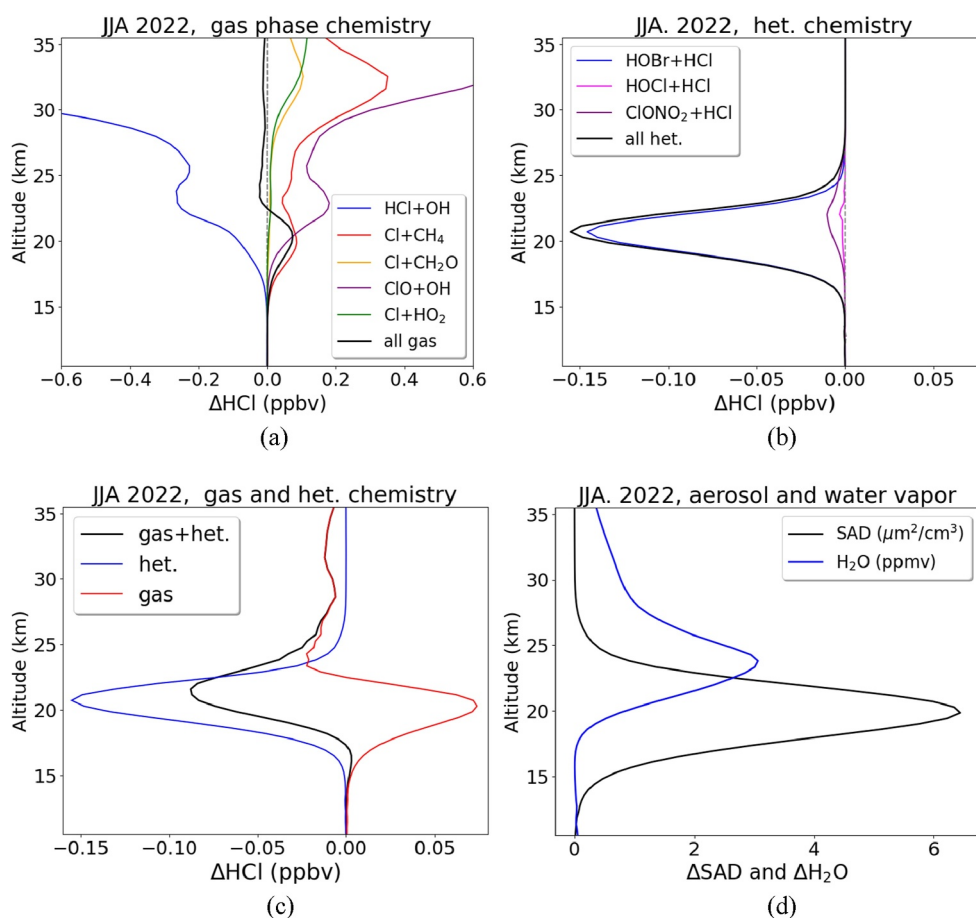 JJA 2022, gas phase chemistry
35
30
25
20
15
Altitude (km)
HCl+OH
Cl+CH₄
Cl+CH₂O
ClO+OH
Cl+HO₂
all gas
−0.6 −0.4 −0.2 0.0 0.2 0.4 0.6
ΔHCl (ppbv)
(a)
JJA. 2022, het. chemistry
35
30
25
20
15
Altitude (km)
HOBr+HCl
HOCl+HCl
ClONO₂+HCl
all het.
−0.15 −0.10 −0.05 0.00 0.05
ΔHCl (ppbv)
(b)
JJA 2022, gas and het. chemistry
35
30
25
20
15
Altitude (km)
gas+het.
het.
gas
−0.15 −0.10 −0.05 0.00 0.05
ΔHCl (ppbv)
(c)
JJA. 2022, aerosol and water vapor
35
30
25
20
15
Altitude (km)
SAD (μm²/cm³)
H₂O (ppmv)
0 2 4 6
ΔSAD and ΔH₂O
(d)